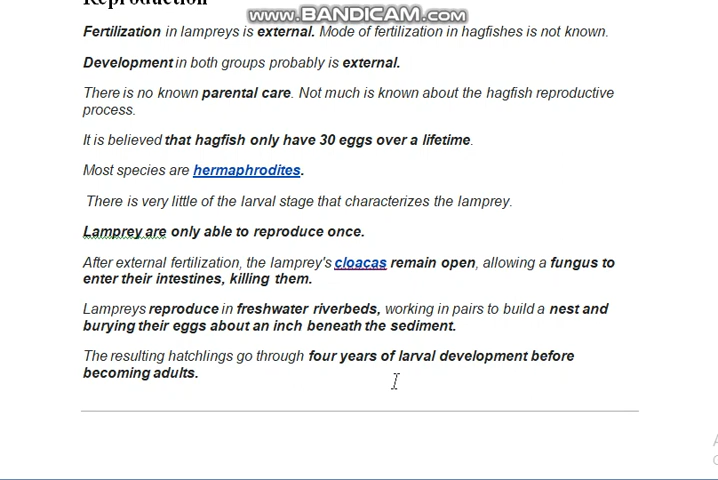 Reproduction
www.BANDICAM.com
Fertilization in lampreys is external. Mode of fertilization in hagfishes is not known.
Development in both groups probably is external.
There is no known parental care. Not much is known about the hagfish reproductive
process.
It is believed that hagfish only have 30 eggs over a lifetime.
Most species are hermaphrodites.
There is very little of the larval stage that characterizes the lamprey.
Lamprey are only able to reproduce once.
After external fertilization, the lamprey's cloacas remain open, allowing a fungus to
enter their intestines, killing them.
Lampreys reproduce in freshwater riverbeds, working in pairs to build a nest and
burying their eggs about an inch beneath the sediment.
The resulting hatchlings go through four years of larval development before
becoming adults.